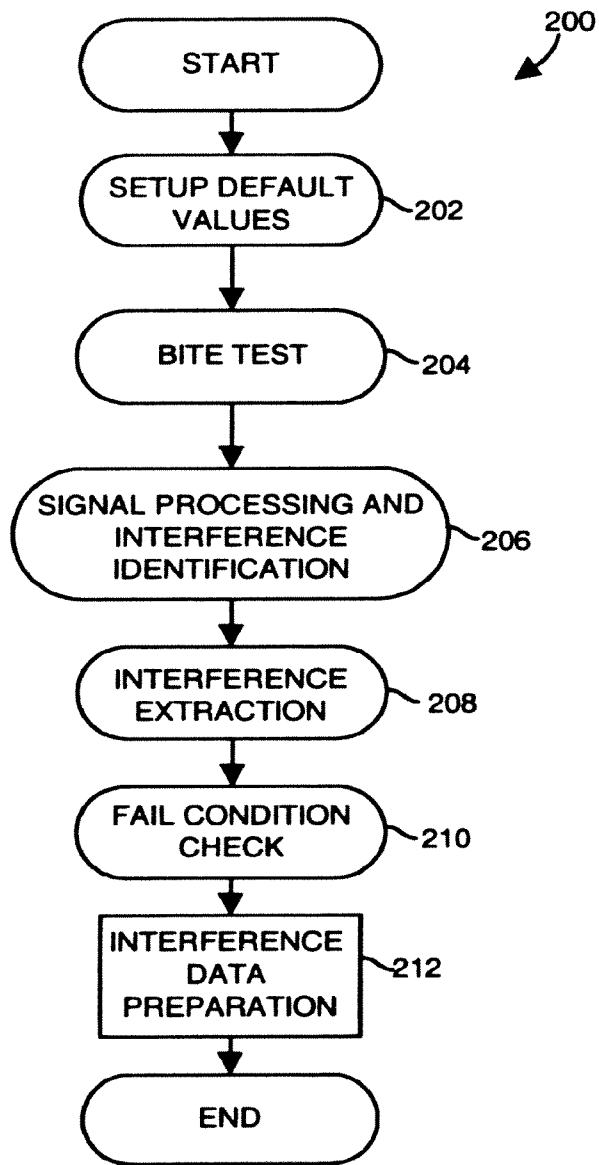 200
START
SETUP DEFAULT
VALUES
202
BITE TEST
204
SIGNAL PROCESSING AND
INTERFERENCE
IDENTIFICATION
206
INTERFERENCE
EXTRACTION
208
FAIL CONDITION
CHECK
210
INTERFERENCE
DATA
PREPARATION
212
END